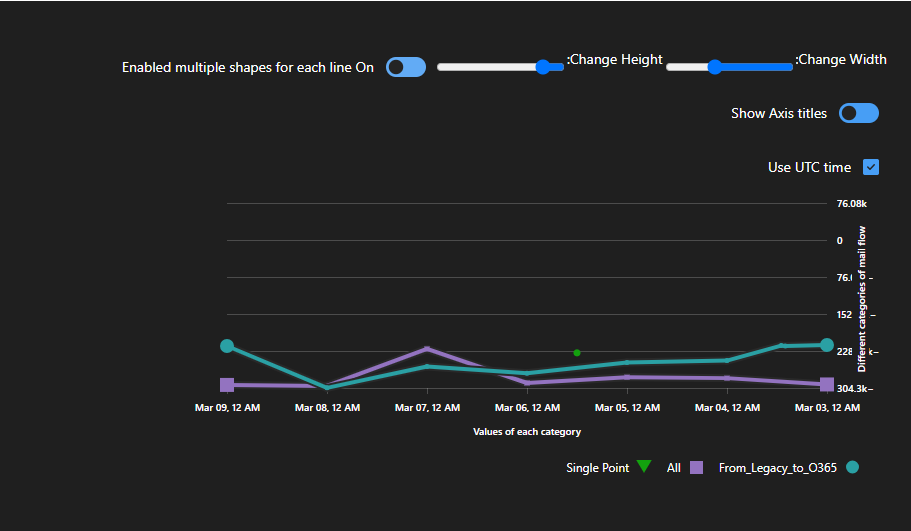 Enabled multiple shapes for each line On
:Change Height
:Change Width
Show Axis titles
Use UTC time
76.08k
0
76.0 –
152 –
228 k–
304.3k–
Different categories of mail flow
Mar 09, 12 AM Mar 08, 12 AM Mar 07, 12 AM Mar 06, 12 AM Mar 05, 12 AM Mar 04, 12 AM Mar 03, 12 AM
Values of each category
Single Point All From_Legacy_to_O365